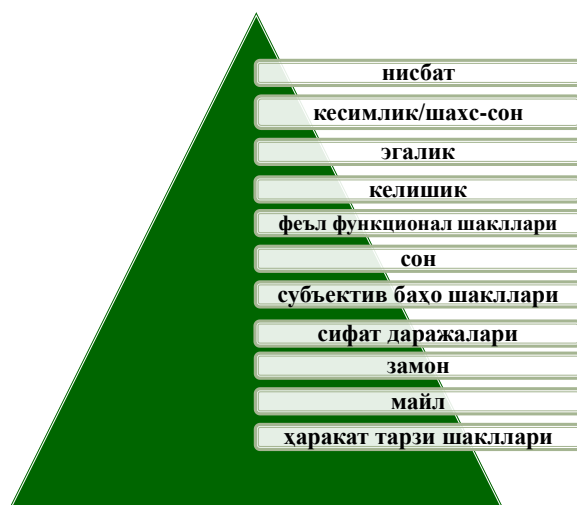 нисбат
кесимлик/шахс-сон
эгалик
келишик
феъл функционал шакллари
сон
субъектив баҳо шакллари
сифат даражалари
замон
майл
ҳаракат тарзи шакллари